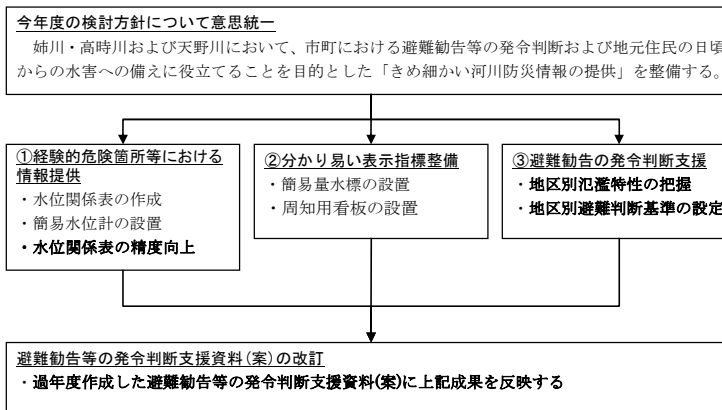 今年度の検討方針について意思統一
姉川・高時川および天野川において、市町における避難勧告等の発令判断および地元住民の日頃
からの水害への備えに役立てることを目的とした「きめ細かい河川防災情報の提供」を整備する。
①経験的危険箇所等における
情報提供
・水位関係表の作成
・簡易水位計の設置
・水位関係表の精度向上
②分かり易い表示指標整備
・簡易量水標の設置
・周知用看板の設置
③避難勧告の発令判断支援
・地区別氾濫特性の把握
・地区別避難判断基準の設定
避難勧告等の発令判断支援資料(案)の改訂
・過年度作成した避難勧告等の発令判断支援資料(案)に上記成果を反映する